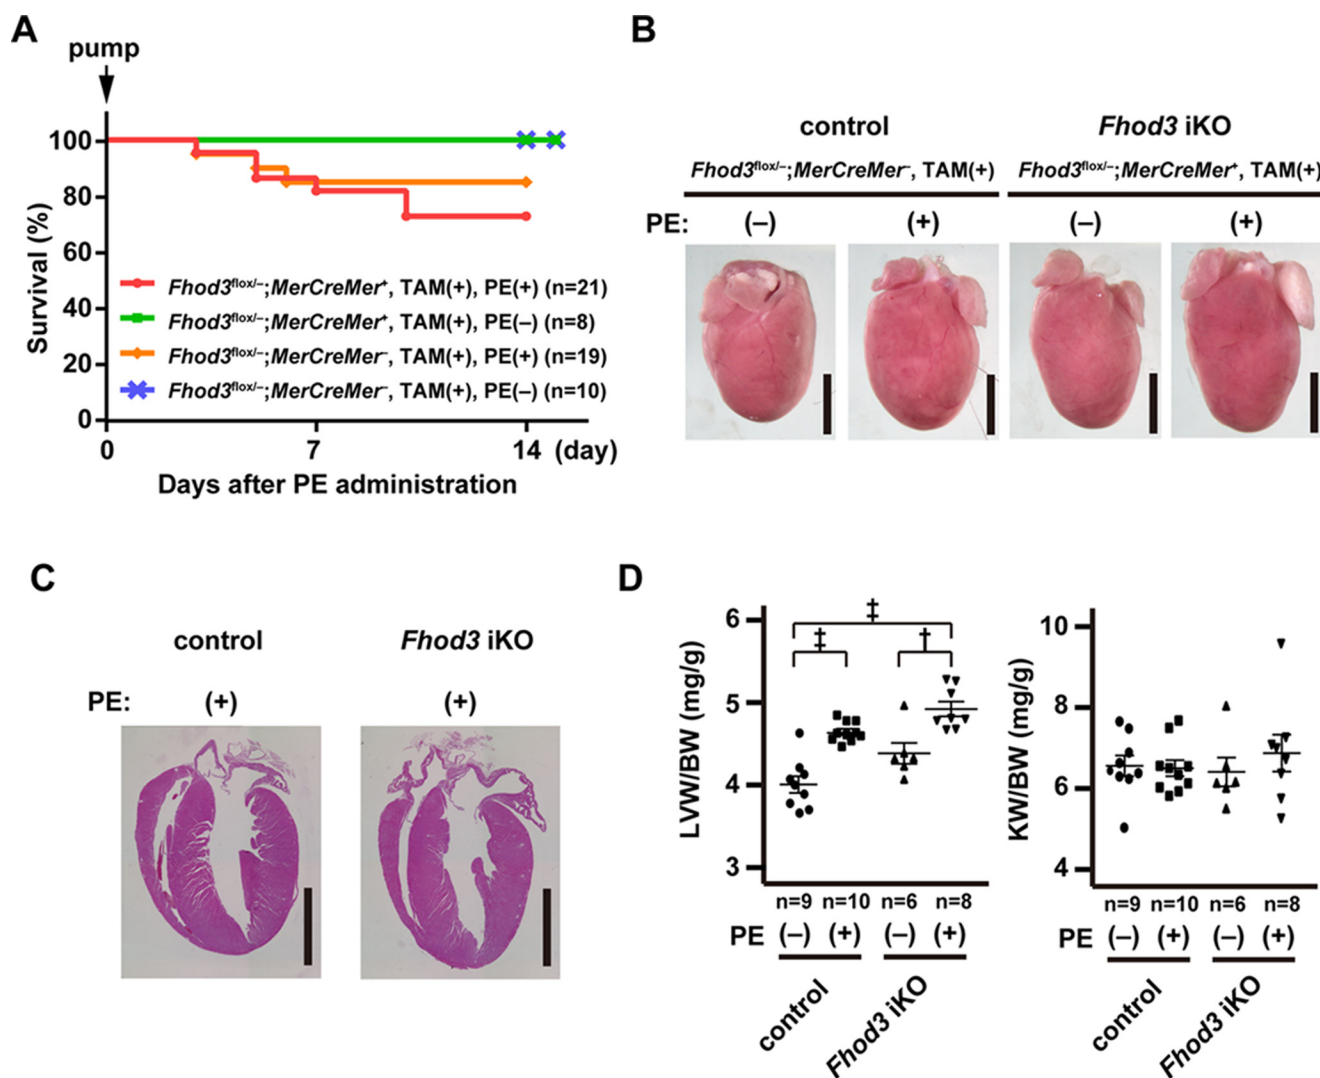 A
pump
100
80
60
40
20
0
Survival (%)
Fhod3flox/–;MerCreMer+, TAM(+), PE(+) (n=21)
Fhod3flox/–;MerCreMer+, TAM(+), PE(–) (n=8)
Fhod3flox/–;MerCreMer–, TAM(+), PE(+) (n=19)
Fhod3flox/–;MerCreMer–, TAM(+), PE(–) (n=10)
0 7 14 (day)
Days after PE administration
B
control Fhod3 iKO
Fhod3flox/–;MerCreMer–, TAM(+) Fhod3flox/–;MerCreMer+, TAM(+)
PE: (–) (+) (–) (+)
C
control Fhod3 iKO
PE: (+) (+)
D
LVW/BW (mg/g)
6
5
4
3
‡
‡ †
n=9 n=10 n=6 n=8
PE (–) (+) (–) (+)
control Fhod3 iKO
KW/BW (mg/g)
10
8
6
4
n=9 n=10 n=6 n=8
(–) (+) (–) (+)
control Fhod3 iKO